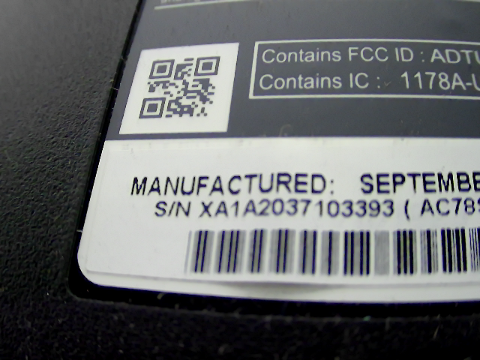 Contains FCC ID : ADTU
Contains IC : 1178A-U
MANUFACTURED: SEPTEMBE
S/N XA1A2037103393 ( AC78